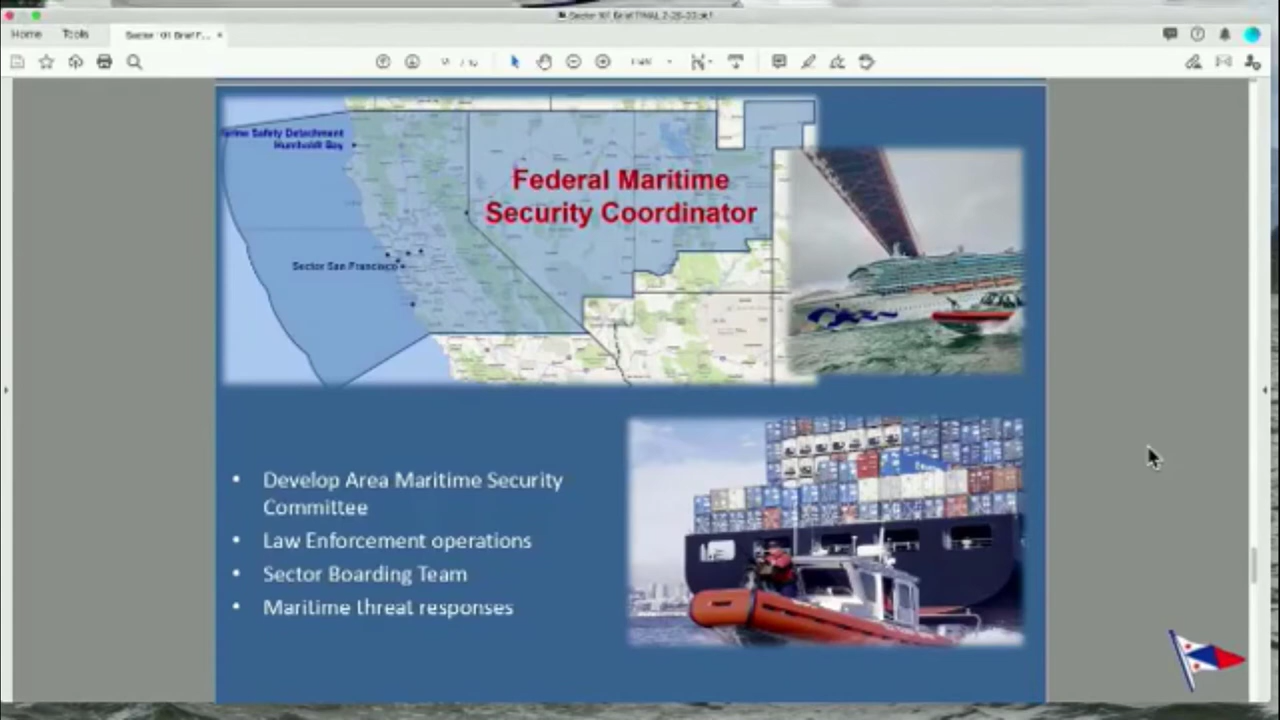 Home
Tools
Federal Maritime
Security Coordinator
Safety Detachment
Humboldt Bay
Sector San Francisco
• Develop Area Maritime Security
Committee
• Law Enforcement operations
• Sector Boarding Team
• Maritime threat responses